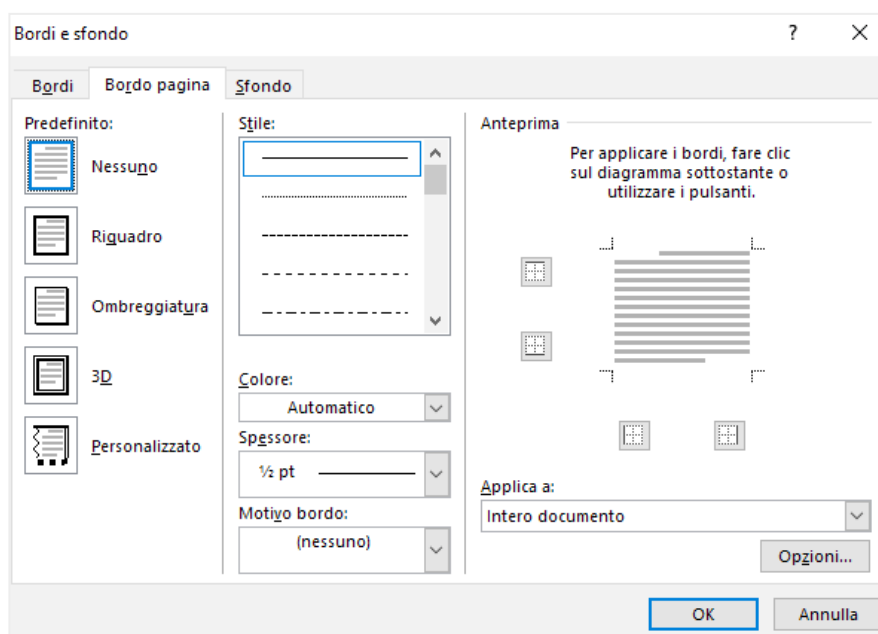 Bordi e sfondo
?
Bordi
Bordo pagina
Sfondo
Predefinito:
Nessuno
Riquadro
Ombreggiatura
3D
Personalizzato
Stile:
Colore:
Automatico
Spessore:
½ pt
Motivo bordo:
(nessuno)
Anteprima
Per applicare i bordi, fare clic
sul diagramma sottostante o
utilizzare i pulsanti.
Applica a:
Intero documento
Opzioni...
OK
Annulla